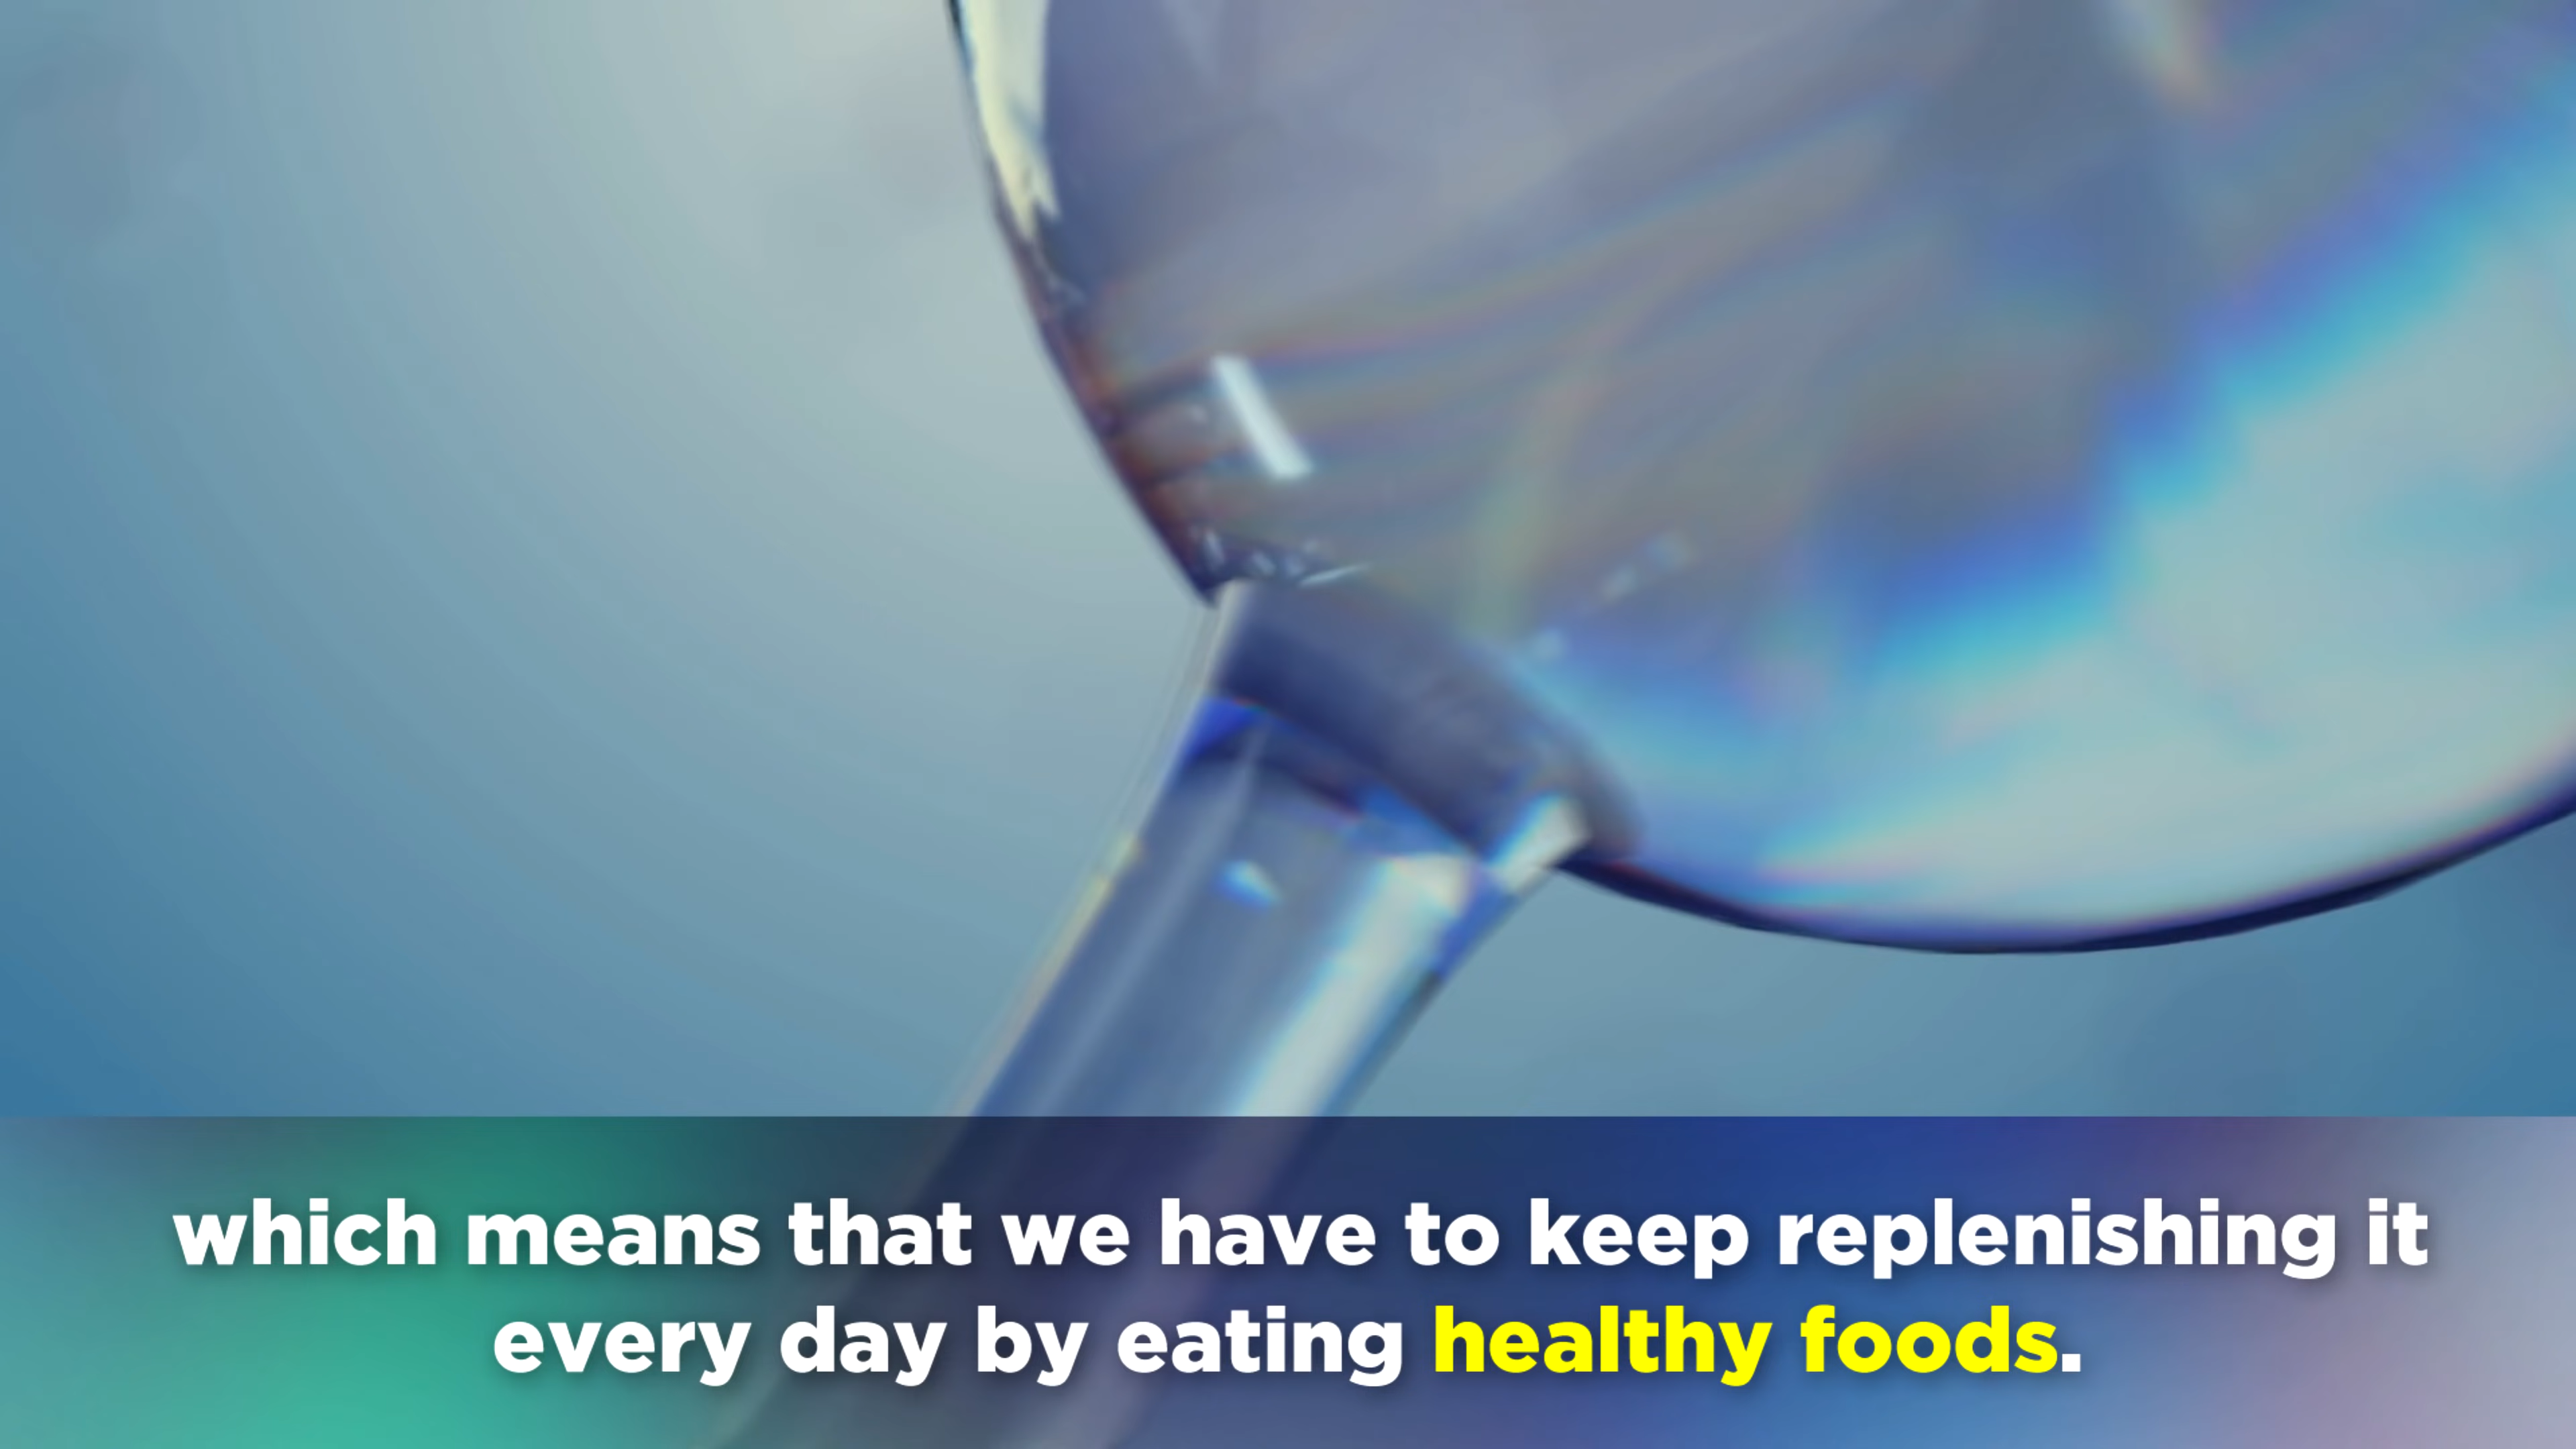 which means that we have to keep replenishing it
every day by eating healthy foods.